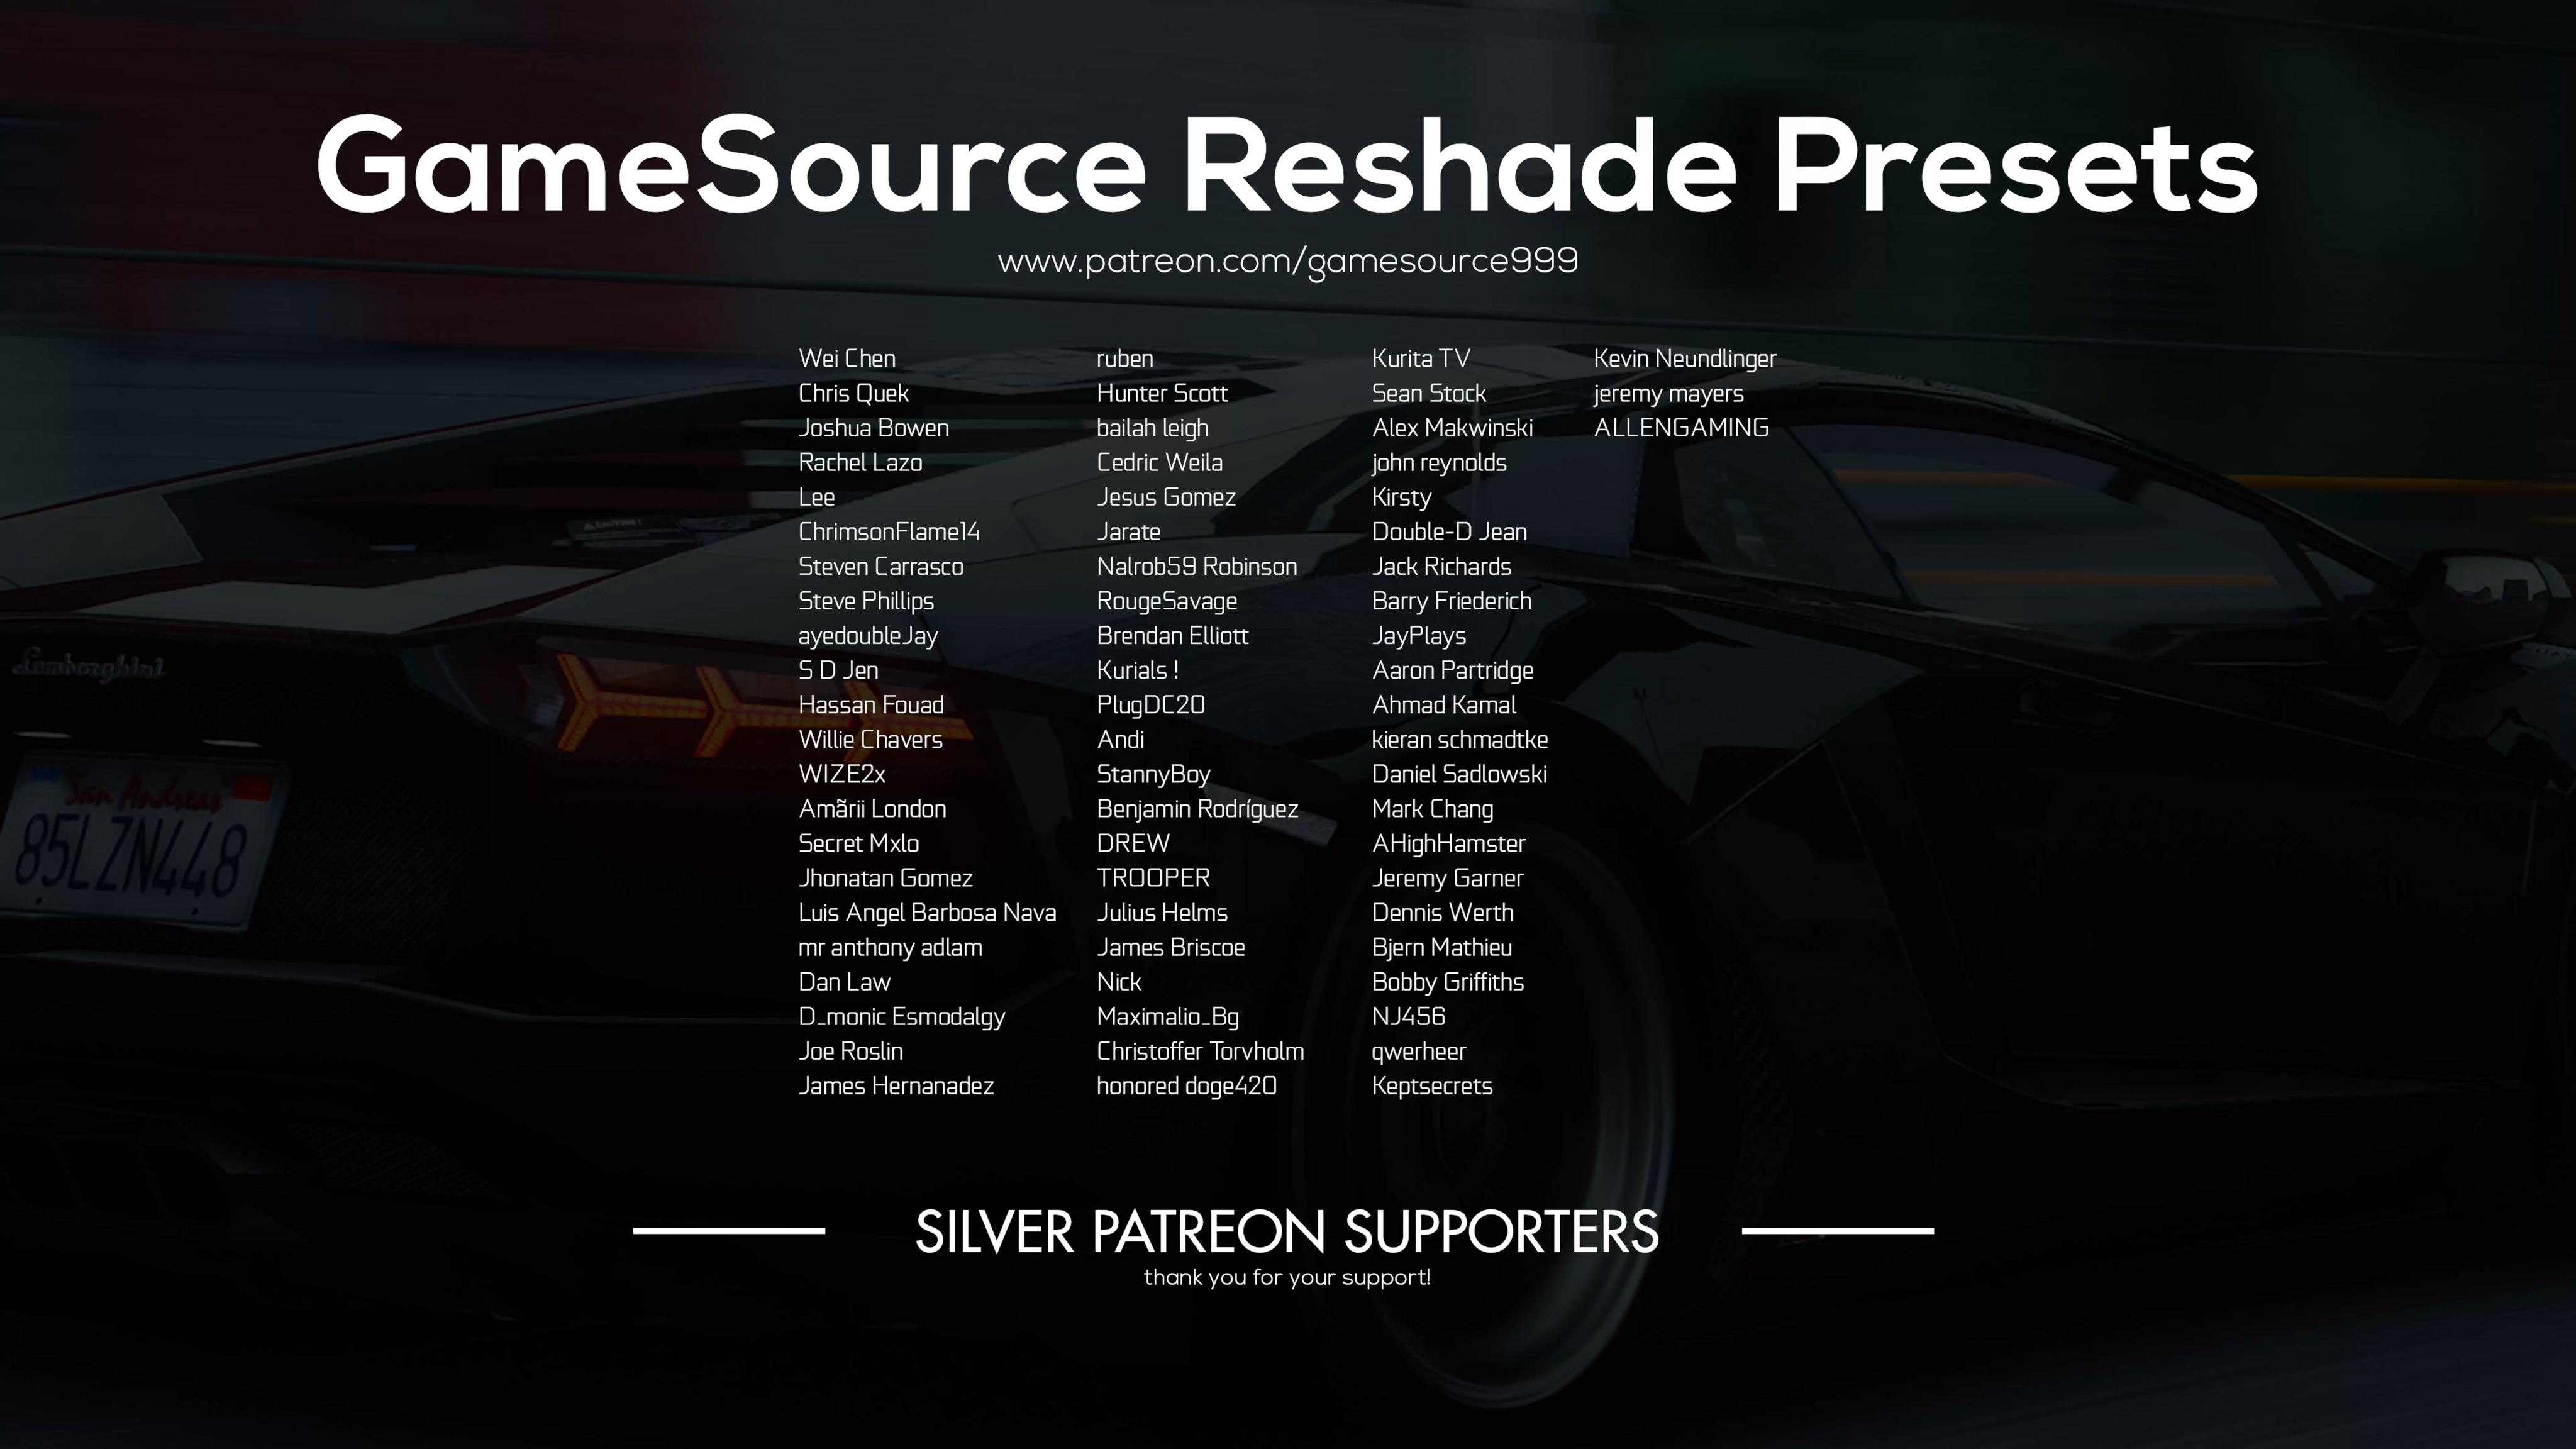 GameSource Reshade Presets
www.patreon.com/gamesource999
Wei Chen
Chris Quek
Joshua Bowen
Rachel Lazo
Lee
ChrimsonFlame14
Steven Carrasco
Steve Phillips
ayedoubleJay
S D Jen
Hassan Fouad
Willie Chavers
WIZE2x
Amãrii London
Secret Mxlo
Jhonatan Gomez
Luis Angel Barbosa Nava
mr anthony adlam
Dan Law
D_monic Esmodalgy
Joe Roslin
James Hernanadez
ruben
Hunter Scott
bailah leigh
Cedric Weila
Jesus Gomez
Jarate
Nalrob59 Robinson
RougeSavage
Brendan Elliott
Kurials !
PlugDC20
Andi
StannyBoy
Benjamin Rodríguez
DREW
TROOPER
Julius Helms
James Briscoe
Nick
Maximalio_Bg
Christoffer Torvholm
honored doge420
Kurita TV
Sean Stock
Alex Makwinski
john reynolds
Kirsty
Double-D Jean
Jack Richards
Barry Friederich
JayPlays
Aaron Partridge
Ahmad Kamal
kieran schmadtke
Daniel Sadlowski
Mark Chang
AHighHamster
Jeremy Garner
Dennis Werth
Bjern Mathieu
Bobby Griffiths
NJ456
qwerheer
Keptsecrets
Kevin Neundlinger
jeremy mayers
ALLENGAMING
Lamborghini
San Andreas
85LZN448
CAUTION!
SILVER PATREON SUPPORTERS
thank you for your support!